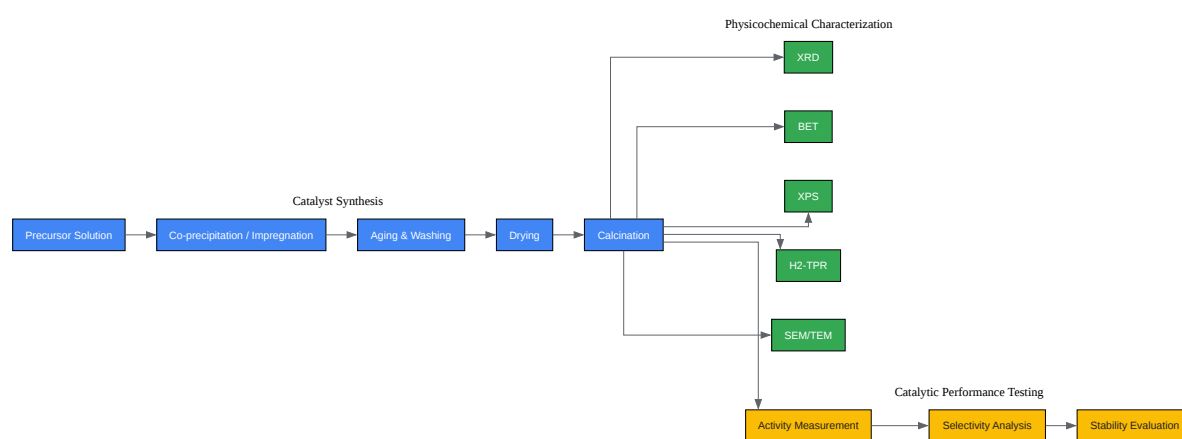 Physicochemical Characterization
XRD
BET
XPS
Catalyst Synthesis
Precursor Solution
Co-precipitation / Impregnation
Aging & Washing
Drying
Calcination
H2-TPR
SEM/TEM
Catalytic Performance Testing
Activity Measurement
Selectivity Analysis
Stability Evaluation